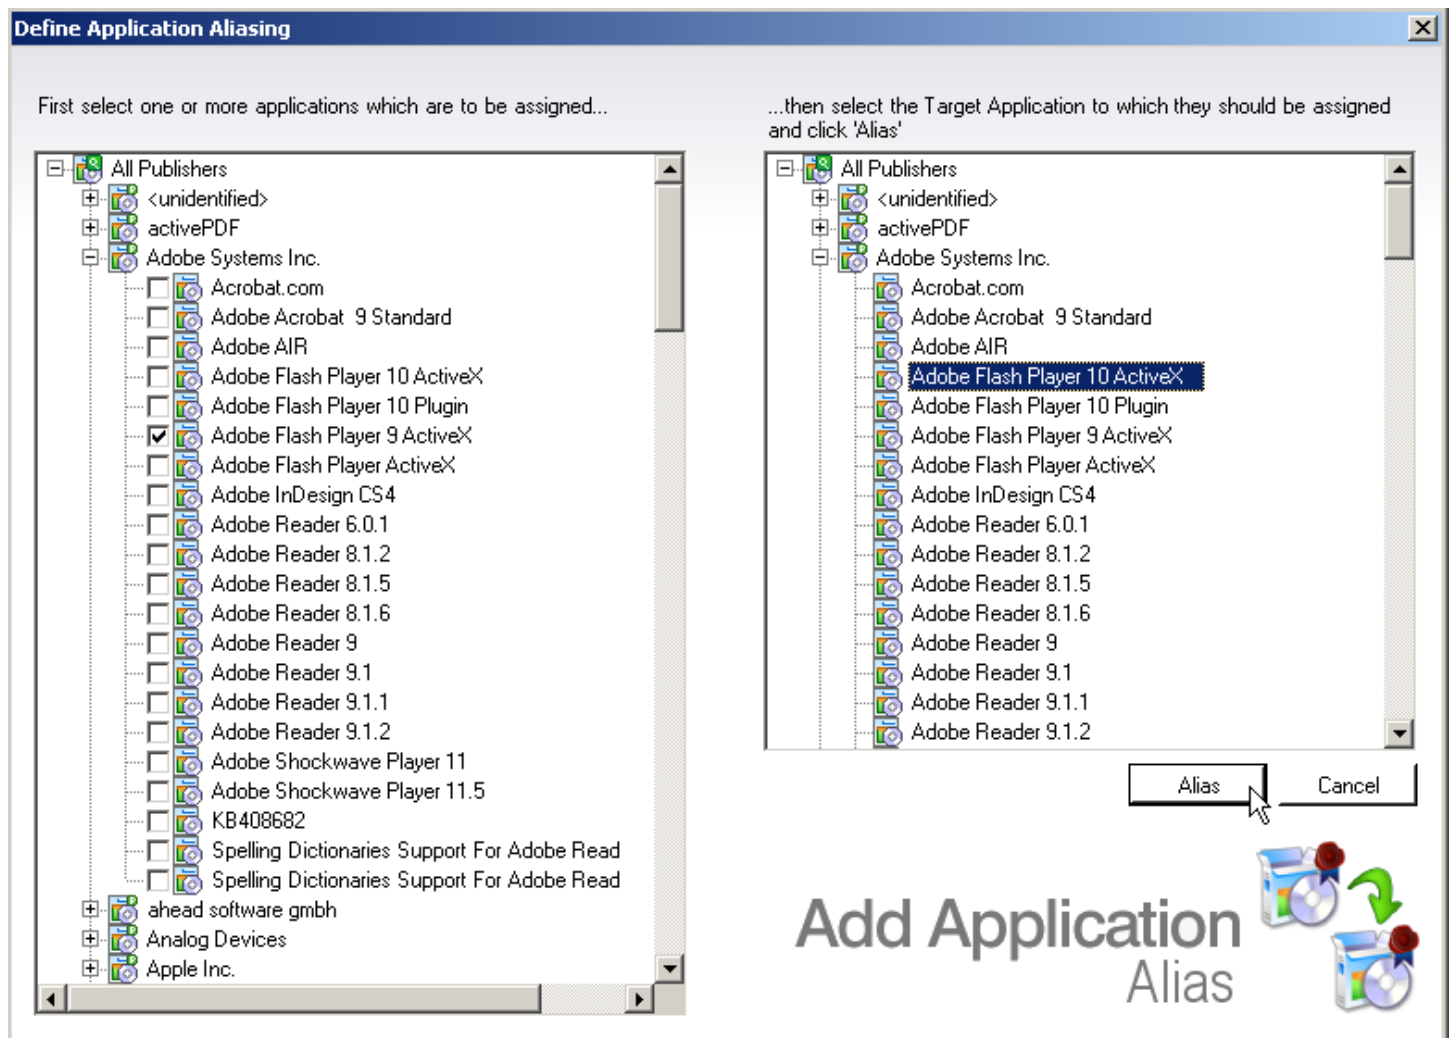 Define Application Aliasing
First select one or more applications which are to be assigned...
...then select the Target Application to which they should be assigned
and click 'Alias'
All Publishers
<unidentified>
activePDF
Adobe Systems Inc.
Acrobat.com
Adobe Acrobat  9 Standard
Adobe AIR
Adobe Flash Player 10 ActiveX
Adobe Flash Player 10 Plugin
Adobe Flash Player 9 ActiveX
Adobe Flash Player ActiveX
Adobe InDesign CS4
Adobe Reader 6.0.1
Adobe Reader 8.1.2
Adobe Reader 8.1.5
Adobe Reader 8.1.6
Adobe Reader 9
Adobe Reader 9.1
Adobe Reader 9.1.1
Adobe Reader 9.1.2
Adobe Shockwave Player 11
Adobe Shockwave Player 11.5
KB408682
Spelling Dictionaries Support For Adobe Read
Spelling Dictionaries Support For Adobe Read
ahead software gmbh
Analog Devices
Apple Inc.
All Publishers
<unidentified>
activePDF
Adobe Systems Inc.
Acrobat.com
Adobe Acrobat  9 Standard
Adobe AIR
Adobe Flash Player 10 ActiveX
Adobe Flash Player 10 Plugin
Adobe Flash Player 9 ActiveX
Adobe Flash Player ActiveX
Adobe InDesign CS4
Adobe Reader 6.0.1
Adobe Reader 8.1.2
Adobe Reader 8.1.5
Adobe Reader 8.1.6
Adobe Reader 9
Adobe Reader 9.1
Adobe Reader 9.1.1
Adobe Reader 9.1.2
Alias
Cancel
Add Application
Alias